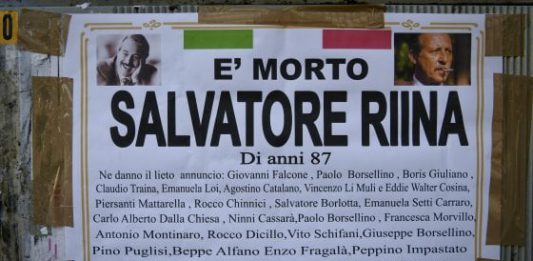 0
E' MORTO
SALVATORE RIINA
Di anni 87
Ne danno il lieto annuncio: Giovanni Falcone , Paolo Borsellino , Boris Giuliano ,
Claudio Traina, Emanuela Loi, Agostino Catalano, Vincenzo Li Muli e Eddie Walter Cosina,
Piersanti Mattarella , Rocco Chinnici , Salvatore Borlotta, Emanuela Setti Carraro,
Carlo Alberto Dalla Chiesa , Ninni Cassarà,Paolo Borsellino , Francesca Morvillo,
Antonio Montinaro, Rocco Dicillo,Vito Schifani,Giuseppe Borsellino,
Pino Puglisi,Beppe Alfano Enzo Fragalà,Peppino Impastato